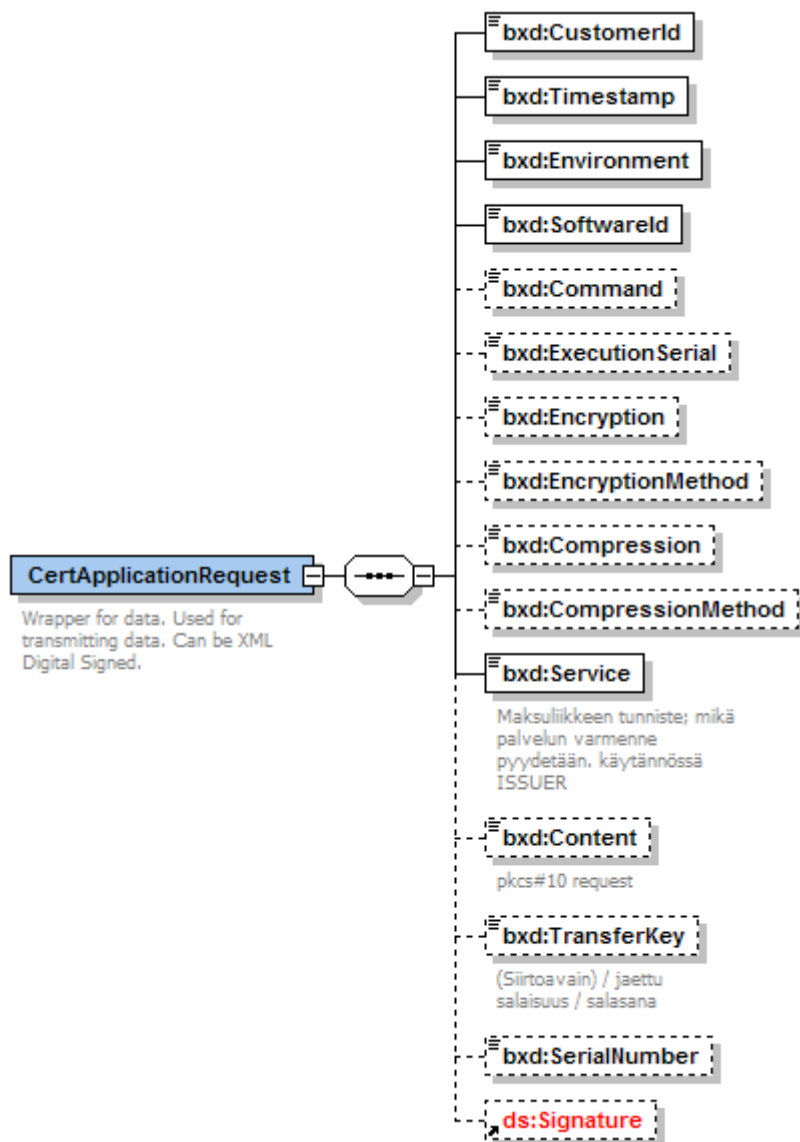 bxd:CustomerId
bxd:Timestamp
bxd:Environment
bxd:SoftwareId
bxd:Command
bxd:ExecutionSerial
bxd:Encryption
bxd:EncryptionMethod
bxd:Compression
bxd:CompressionMethod
CertApplicationRequest
Wrapper for data. Used for
transmitting data. Can be XML
Digital Signed.
bxd:Service
Maksuliikkeen tunniste; mikä
palvelun varmenne
pyydetään. käytännössä
ISSUER
bxd:Content
pkcs#10 request
bxd:TransferKey
(Siirtoavain) / jaettu
salaisuus / salasana
bxd:SerialNumber
ds:Signature